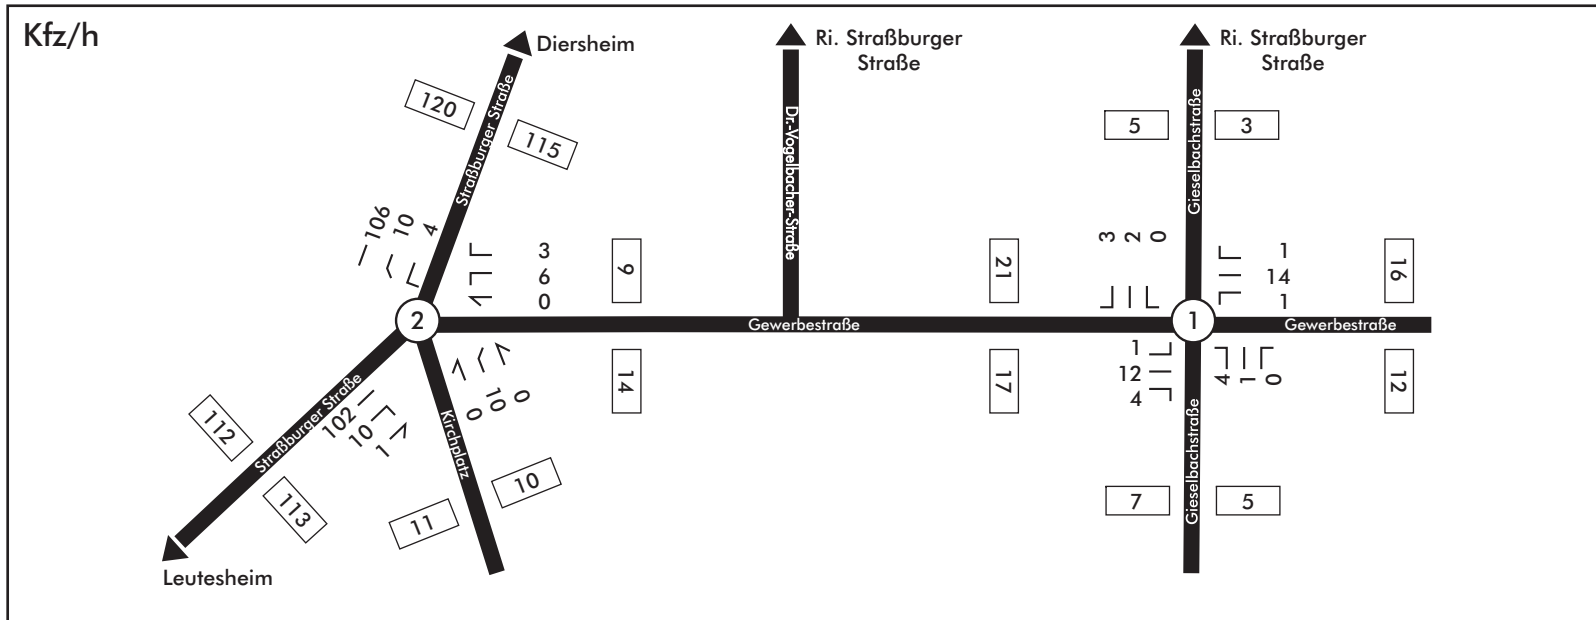 Kfz/h
Diersheim
Ri. Straßburger
Straße
Ri. Straßburger
Straße
120
115
Straßburger Straße
Dr.-Vogelbacher-Straße
5
3
Gieselbachstraße
106
10
4
3
6
0
9
21
3
2
0
1
14
1
16
2
Gewerbestraße
1
Gewerbestraße
14
17
1
12
4
4
1
0
12
112
Straßburger Straße
113
102
10
1
0
10
0
Kirchplatz
11
10
7
Gieselbachstraße
5
Leutesheim